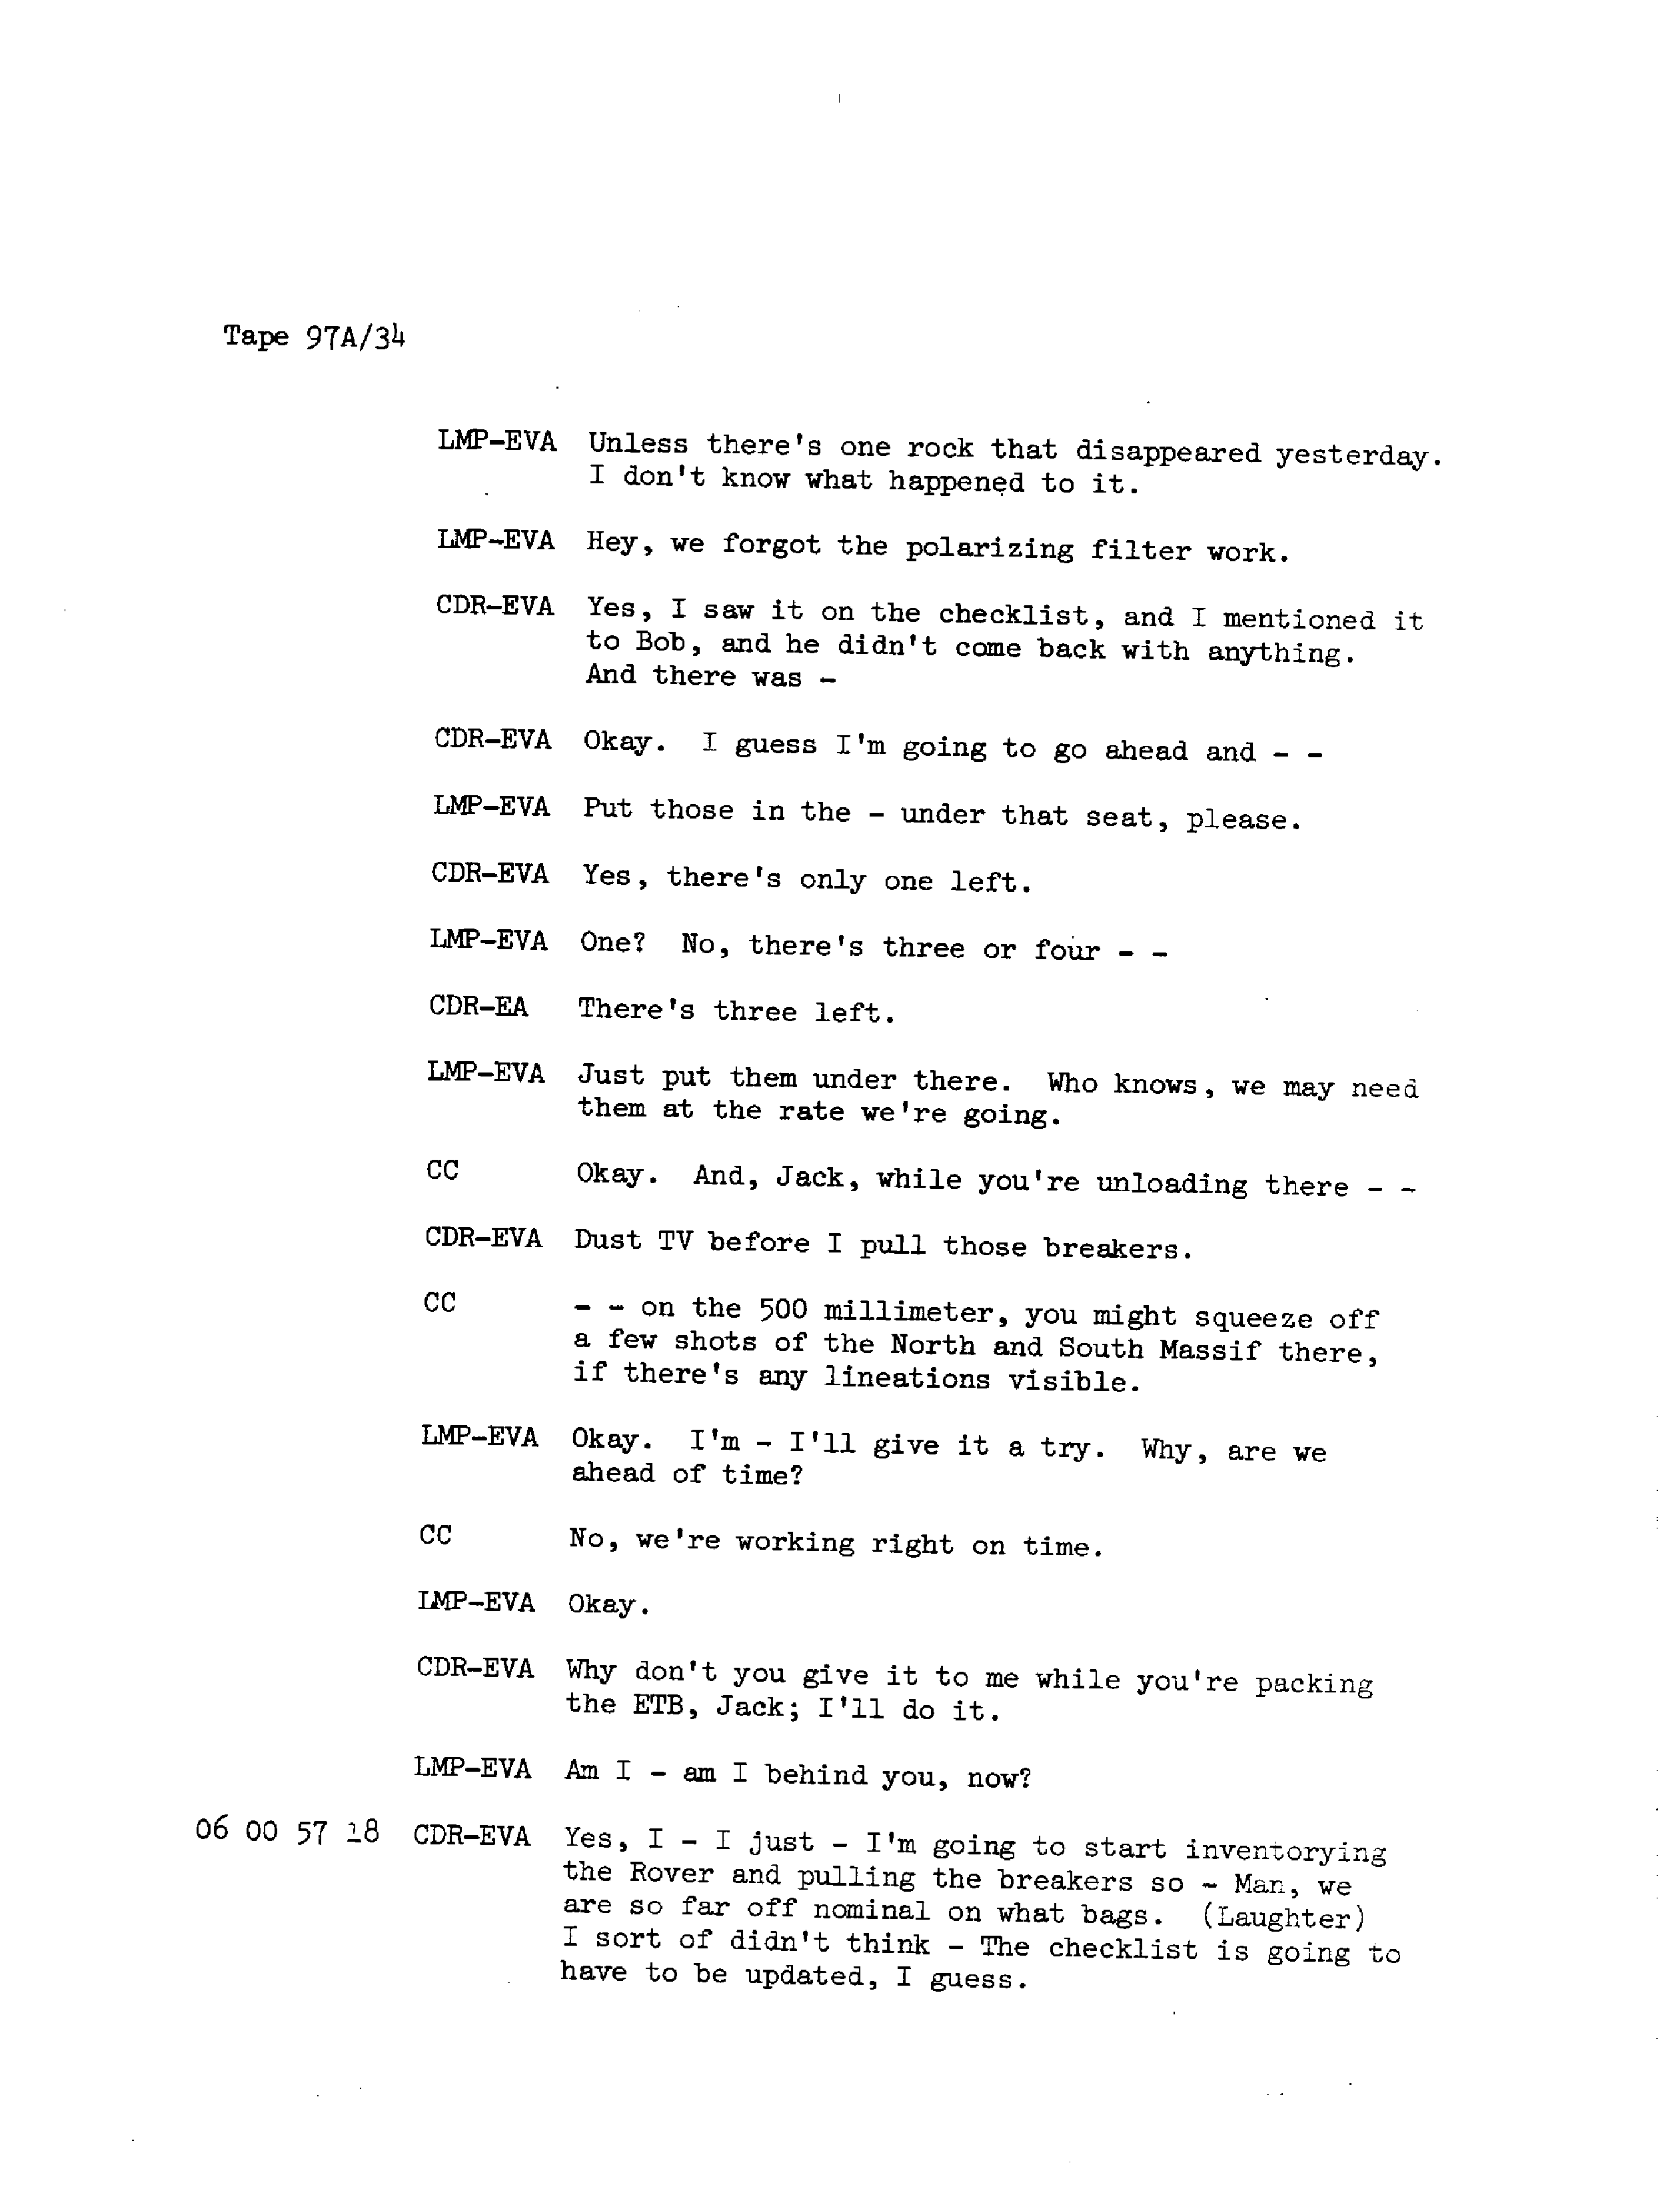 Tape 97A/34
LMP-EVA Unless there's one rock that disappeared yesterday.
I don't know what happened to it.
LMP-EVA Hey, we forgot the polarizing filter work.
CDR-EVA Yes, I saw it on the checklist, and I mentioned it
to Bob, and he didn't come back with anything.
And there was -
CDR-EVA Okay. I guess I'm going to go ahead and - -
LMP-EVA Put those in the - under that seat, please.
CDR-EVA Yes, there's only one left.
LMP-EVA One? No, there's three or four - -
CDR-EA There's three left.
LMP-EVA Just put them under there. Who knows, we may need
them at the rate we're going.
CC Okay. And, Jack, while you're unloading there - -
CDR-EVA Dust TV before I pull those breakers.
CC - - on the 500 millimeter, you might squeeze off
a few shots of the North and South Massif there,
if there's any lineations visible.
LMP-EVA Okay. I'm - I'll give it a try. Why, are we
ahead of time?
CC No, we're working right on time.
LMP-EVA Okay.
CDR-EVA Why don't you give it to me while you're packing
the ETB, Jack; I'll do it.
LMP-EVA Am I - am I behind you, now?
06 00 57 18 CDR-EVA Yes, I - I just - I'm going to start inventorying
the Rover and pulling the breakers so - Man, we
are so far off nominal on what bags. (Laughter)
I sort of didn't think - The checklist is going to
have to be updated, I guess.